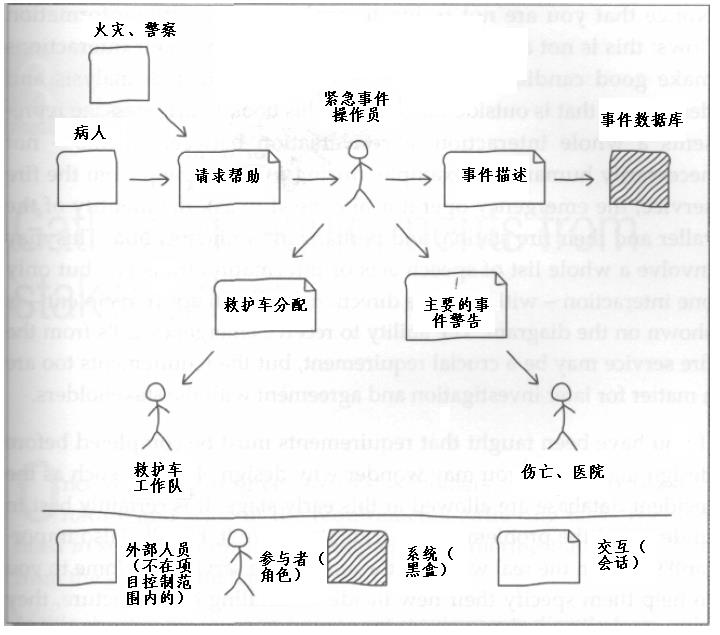 火灾、警察
紧急事件
操作员
事件数据库
病人
请求帮助
事件描述
救护车分配
主要的事
件警告
救护车
工作队
伤亡、医院
外部人员
（不在项
目控制范
围内的）
参与者（
角色）
系统（
黑盒）
交互（
会话）